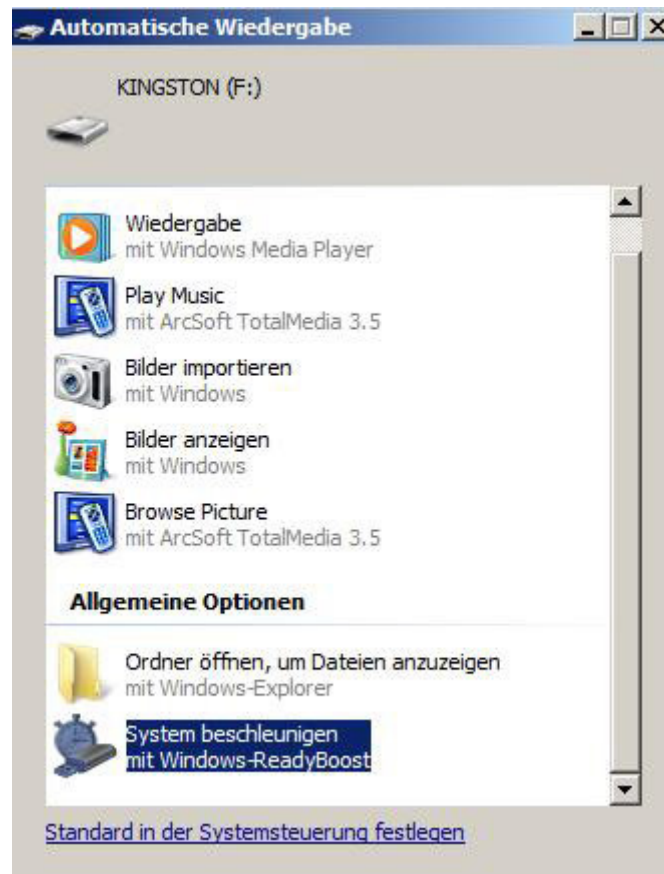 Automatische Wiedergabe
KINGSTON (F:)
Wiedergabe
mit Windows Media Player
Play Music
mit ArcSoft TotalMedia 3.5
Bilder importieren
mit Windows
Bilder anzeigen
mit Windows
Browse Picture
mit ArcSoft TotalMedia 3.5
Allgemeine Optionen
Ordner öffnen, um Dateien anzuzeigen
mit Windows-Explorer
System beschleunigen
mit Windows-ReadyBoost
Standard in der Systemsteuerung festlegen